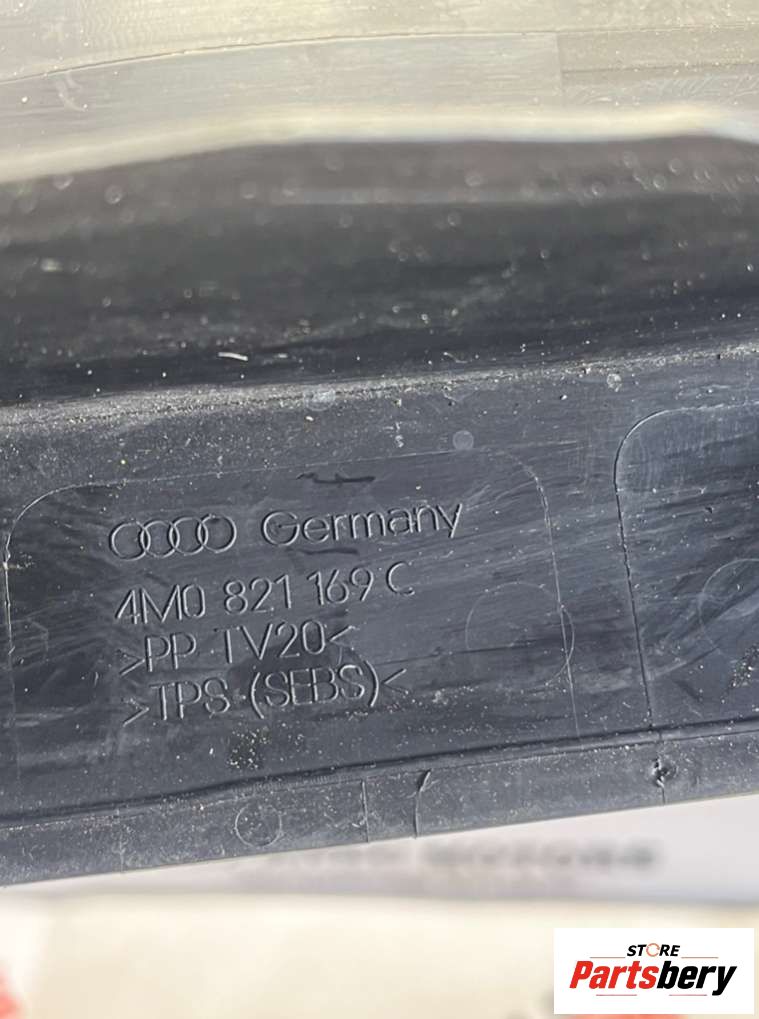 Germany
4M0 821 169 C
>PP TV20<
>TPS (SEBS)<
STORE
Partsbery